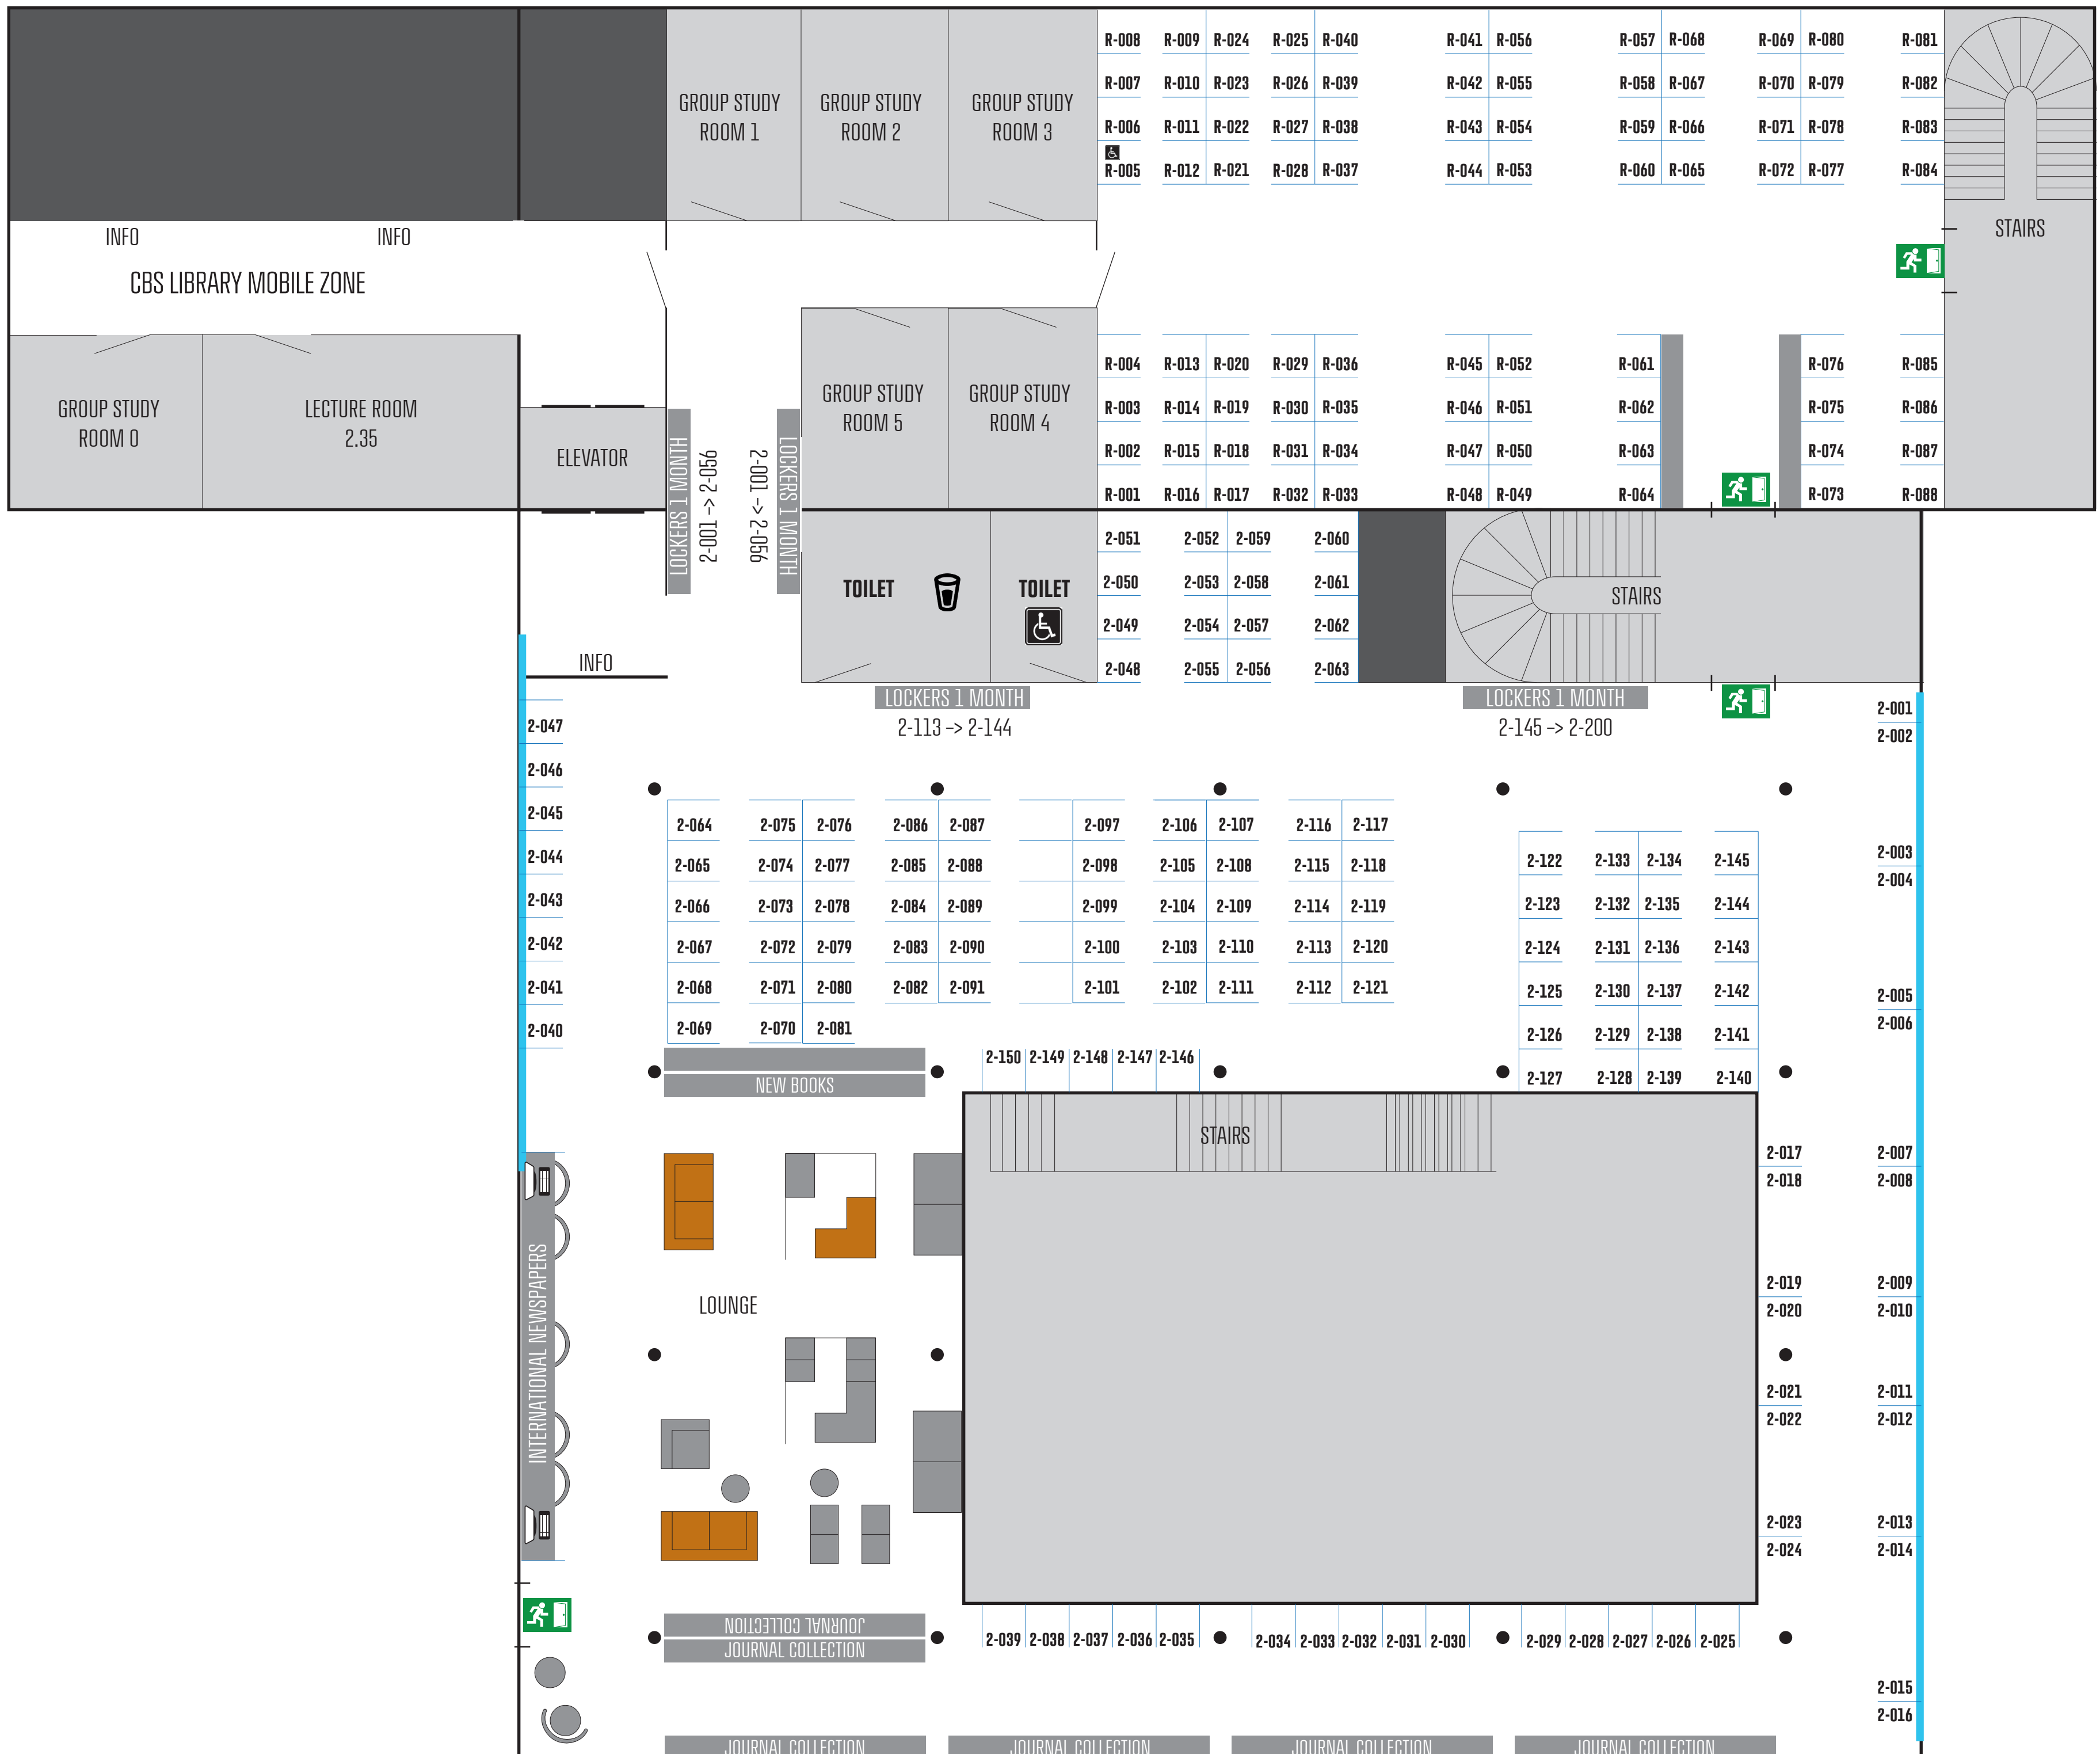 R-008 R-009 R-024 R-025 R-040 R-041 R-056 R-057 R-068 R-069 R-080 R-081
R-007 R-010 R-023 R-026 R-039 R-042 R-055 R-058 R-067 R-070 R-079 R-082
GROUP STUDY
ROOM 1
GROUP STUDY
ROOM 2
GROUP STUDY
ROOM 3
R-006 R-011 R-022 R-027 R-038 R-043 R-054 R-059 R-066 R-071 R-078 R-083
R-005 R-012 R-021 R-028 R-037 R-044 R-053 R-060 R-065 R-072 R-077 R-084
STAIRS
INFO
INFO
CBS LIBRARY MOBILE ZONE
R-004 R-013 R-020 R-029 R-036 R-045 R-052 R-061 R-076 R-085
R-003 R-014 R-019 R-030 R-035 R-046 R-051 R-062 R-075 R-086
R-002 R-015 R-018 R-031 R-034 R-047 R-050 R-063 R-074 R-087
R-001 R-016 R-017 R-032 R-033 R-048 R-049 R-064 R-073 R-088
GROUP STUDY
ROOM 0
LECTURE ROOM
2.35
ELEVATOR
LOCKERS 1 MONTH
2-001 -> 2-056
2-001 -> 2-056
LOCKERS 1 MONTH
GROUP STUDY
ROOM 5
GROUP STUDY
ROOM 4
2-051 2-052 2-059 2-060
2-050 2-053 2-058 2-061
2-049 2-054 2-057 2-062
2-048 2-055 2-056 2-063
TOILET
TOILET
STAIRS
INFO
LOCKERS 1 MONTH
2-113 -> 2-144
LOCKERS 1 MONTH
2-145 -> 2-200
2-001
2-002
2-047
2-046
2-045
2-044
2-043
2-042
2-041
2-040
2-064 2-075 2-076 2-086 2-087 2-097 2-106 2-107 2-116 2-117
2-065 2-074 2-077 2-085 2-088 2-098 2-105 2-108 2-115 2-118
2-066 2-073 2-078 2-084 2-089 2-099 2-104 2-109 2-114 2-119
2-067 2-072 2-079 2-083 2-090 2-100 2-103 2-110 2-113 2-120
2-068 2-071 2-080 2-082 2-091 2-101 2-102 2-111 2-112 2-121
2-069 2-070 2-081
2-122 2-133 2-134 2-145
2-123 2-132 2-135 2-144
2-124 2-131 2-136 2-143
2-125 2-130 2-137 2-142
2-126 2-129 2-138 2-141
2-127 2-128 2-139 2-140
2-003
2-004
2-005
2-006
NEW BOOKS
2-150 2-149 2-148 2-147 2-146
STAIRS
2-017
2-018
2-007
2-008
INTERNATIONAL NEWSPAPERS
LOUNGE
2-019
2-020
2-009
2-010
2-021
2-022
2-011
2-012
2-023
2-024
2-013
2-014
JOURNAL COLLECTION
JOURNAL COLLECTION
2-039 2-038 2-037 2-036 2-035 2-034 2-033 2-032 2-031 2-030 2-029 2-028 2-027 2-026 2-025
2-015
2-016
JOURNAL COLLECTION JOURNAL COLLECTION JOURNAL COLLECTION JOURNAL COLLECTION